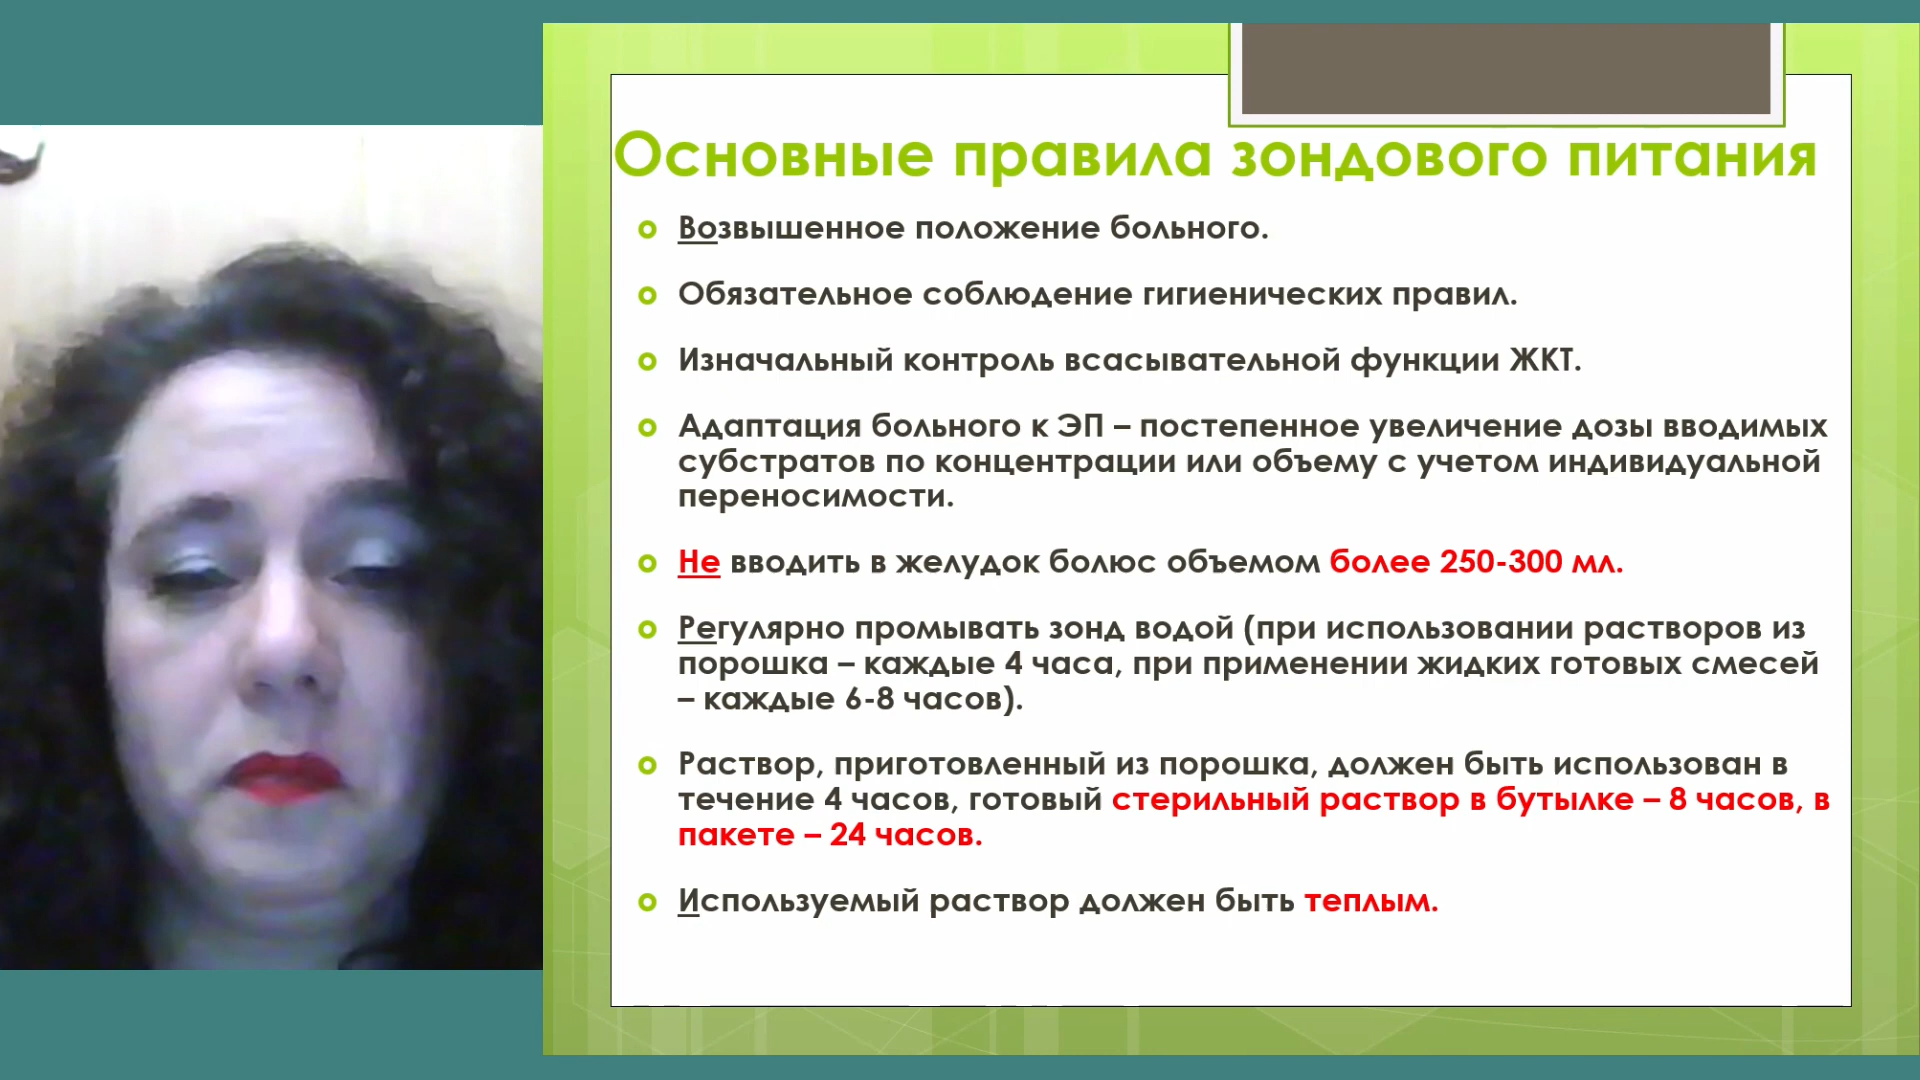 Основные правила зондового питания
Возвышенное положение больного.
Обязательное соблюдение гигиенических правил.
Изначальный контроль всасывательной функции ЖКТ.
Адаптация больного к ЭП – постепенное увеличение дозы вводимых
субстратов по концентрации или объему с учетом индивидуальной
переносимости.
Не вводить в желудок болюс объемом более 250-300 мл.
Регулярно промывать зонд водой (при использовании растворов из
порошка – каждые 4 часа, при применении жидких готовых смесей
– каждые 6-8 часов).
Раствор, приготовленный из порошка, должен быть использован в
течение 4 часов, готовый стерильный раствор в бутылке – 8 часов, в
пакете – 24 часов.
Используемый раствор должен быть теплым.